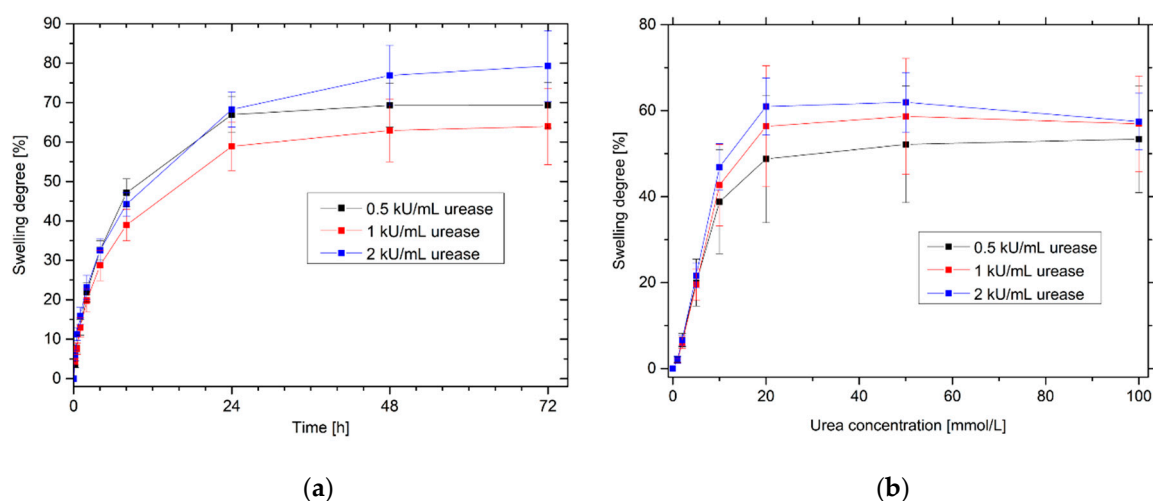 90
80
70
60
50
40
30
20
10
0
Swelling degree [%]
0.5 kU/mL urease
1 kU/mL urease
2 kU/mL urease
0
24
48
72
Time [h]
(a)
80
60
40
20
0
Swelling degree [%]
0.5 kU/mL urease
1 kU/mL urease
2 kU/mL urease
0
20
40
60
80
100
Urea concentration [mmol/L]
(b)